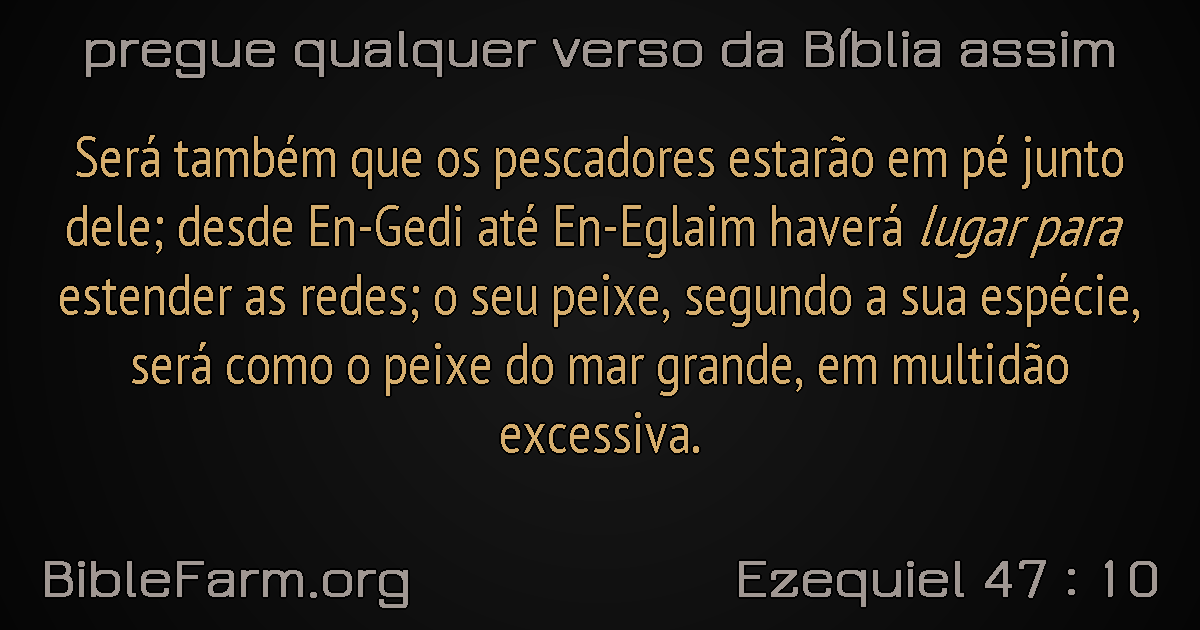 pregue qualquer verso da Bíblia assim
Será também que os pescadores estarão em pé junto
dele; desde En-Gedi até En-Eglaim haverá lugar para
estender as redes; o seu peixe, segundo a sua espécie,
será como o peixe do mar grande, em multidão
excessiva.
BibleFarm.org
Ezequiel 47 : 10